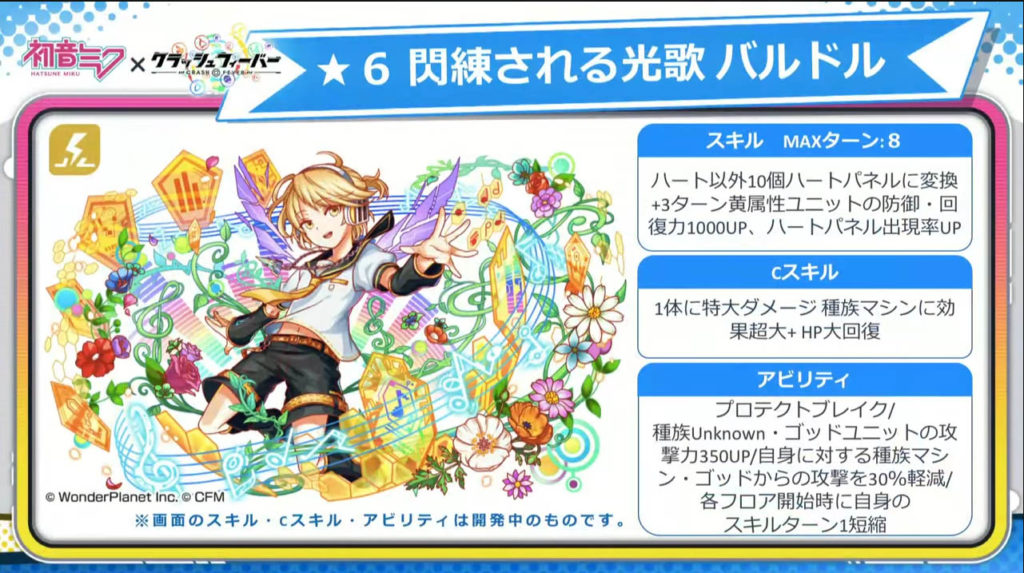 初音ミク
HATSUNE MIKU
×
クラッシュフィーバー
CRASH FEVER
★6 閃練される光歌 バルドル
スキル MAXターン:8
ハート以外10個ハートパネルに変換
+3ターン黄属性ユニットの防御・回
復力1000UP、ハートパネル出現率UP
Cスキル
1体に特大ダメージ 種族マシンに効
果超大+ HP大回復
アビリティ
プロテクトブレイク/
種族Unknown・ゴッドユニットの攻
撃力350UP/自身に対する種族マシ
ン・ゴッドからの攻撃を30%軽減/
各フロア開始時に自身の
スキルターン1短縮
© WonderPlanet Inc. © CFM
※画面のスキル・Cスキル・アビリティは開発中のものです。